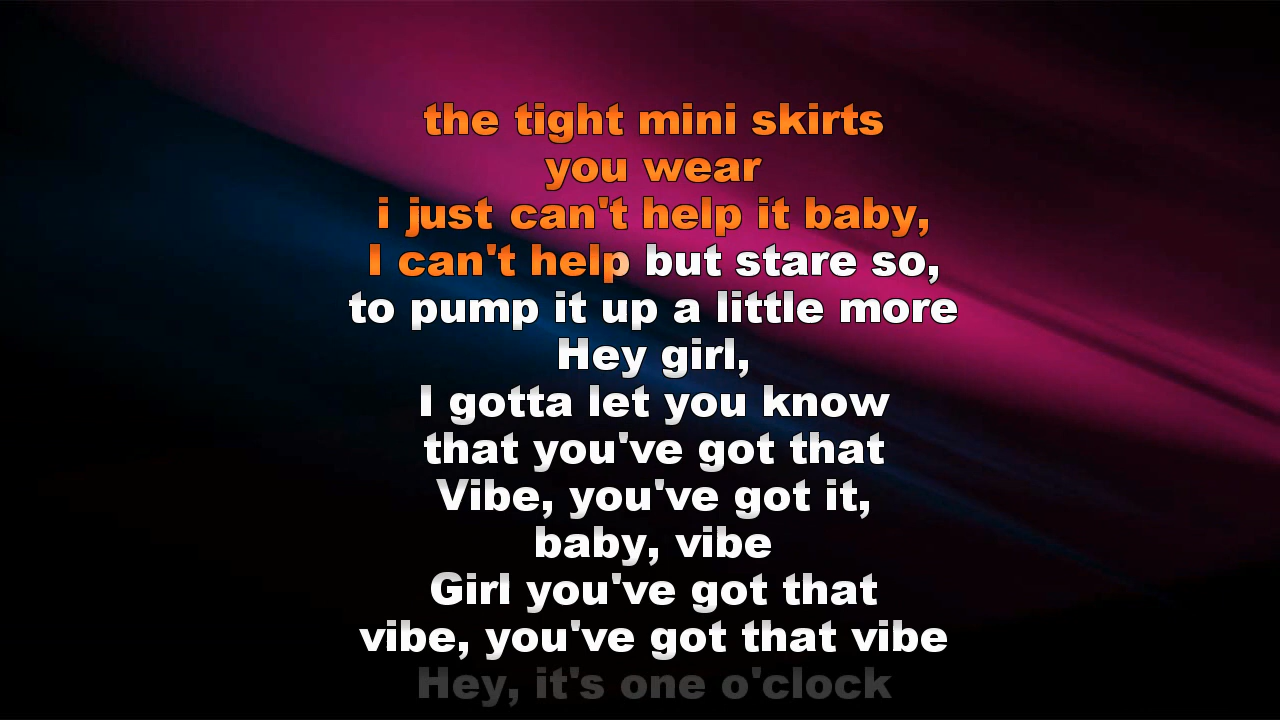 the tight mini skirts
you wear
i just can't help it baby,
I can't help but stare so,
to pump it up a little more
Hey girl,
I gotta let you know
that you've got that
Vibe, you've got it,
baby, vibe
Girl you've got that
vibe, you've got that vibe
Hey, it's one o'clock